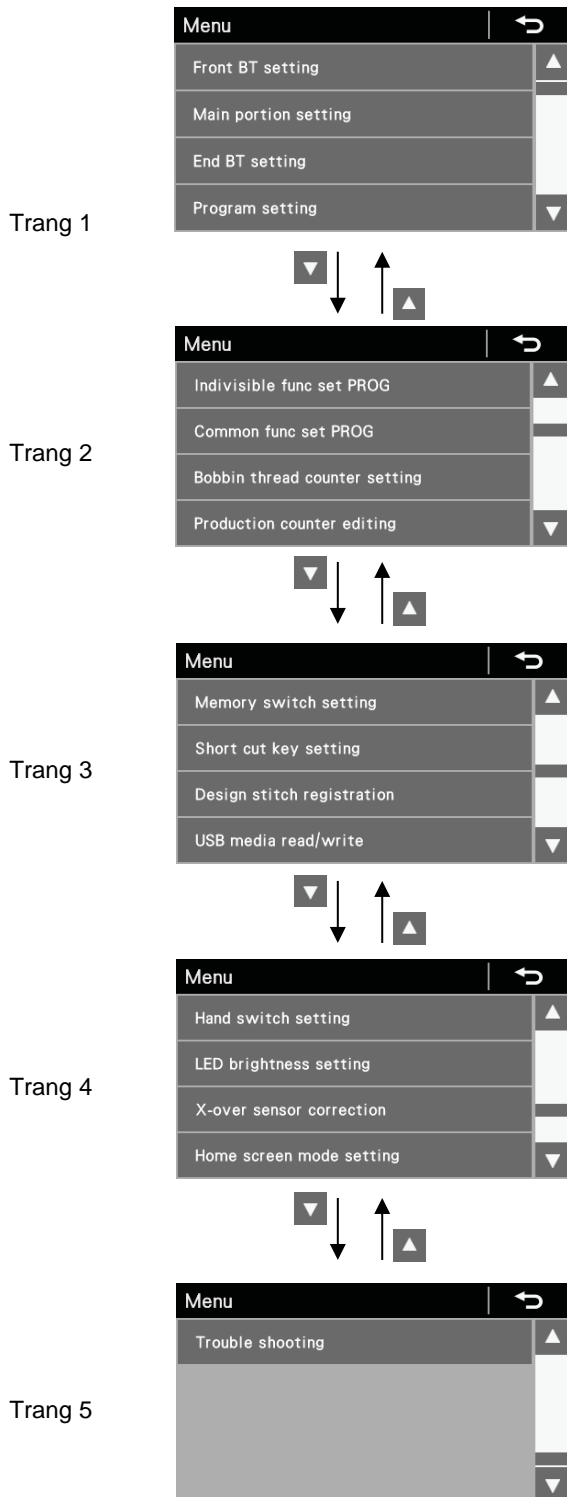 Menu
Front BT setting
Main portion setting
End BT setting
Program setting
Trang 1
Menu
Indivisible func set PROG
Common func set PROG
Trang 2
Bobbin thread counter setting
Production counter editing
Menu
Memory switch setting
Short cut key setting
Trang 3
Design stitch registration
USB media read/write
Menu
Hand switch setting
LED brightness setting
Trang 4
X-over sensor correction
Home screen mode setting
Menu
Trouble shooting
Trang 5